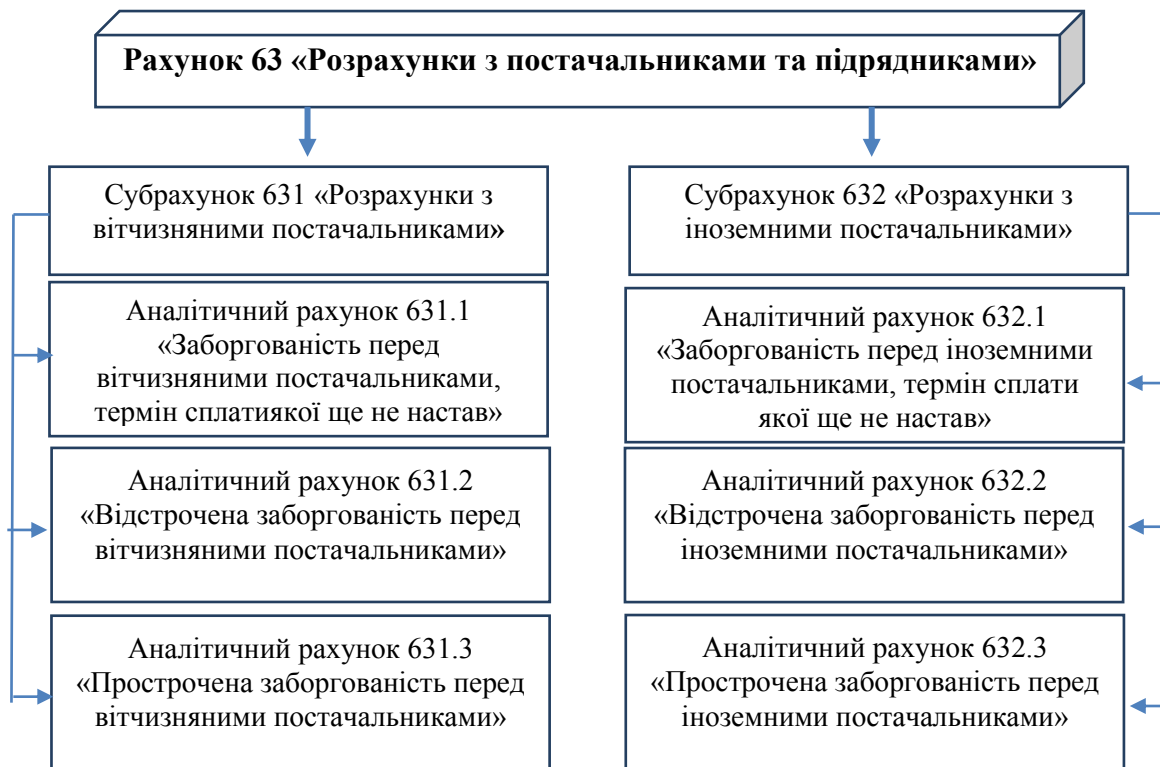 Рахунок 63 «Розрахунки з постачальниками та підрядниками»
Субрахунок 631 «Розрахунки з
вітчизняними постачальниками»
Аналітичний рахунок 631.1
«Заборгованість перед
вітчизняними постачальниками,
термін сплатиякої ще не настав»
Аналітичний рахунок 631.2
«Відстрочена заборгованість перед
вітчизняними постачальниками»
Аналітичний рахунок 631.3
«Прострочена заборгованість перед
вітчизняними постачальниками»
Субрахунок 632 «Розрахунки з
іноземними постачальниками»
Аналітичний рахунок 632.1
«Заборгованість перед іноземними
постачальниками, термін сплати
якої ще не настав»
Аналітичний рахунок 632.2
«Відстрочена заборгованість перед
іноземними постачальниками»
Аналітичний рахунок 632.3
«Прострочена заборгованість перед
іноземними постачальниками»